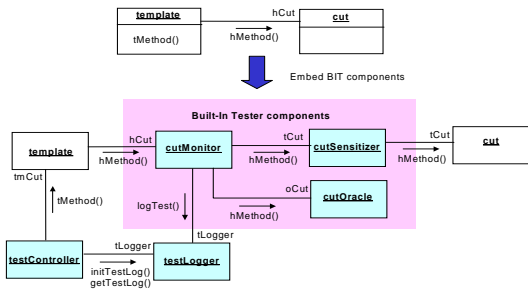 template
hCut
cut
tMethod()
hMethod()
Embed BIT components
Built-In Tester components
template
hCut
cutMonitor
tCut
cutSensitizer
tCut
cut
hMethod()
hMethod()
hMethod()
tmCut
tMethod()
logTest()
oCut
cutOracle
hMethod()
testController
tLogger
tLogger
testLogger
initTestLog()
getTestLog()